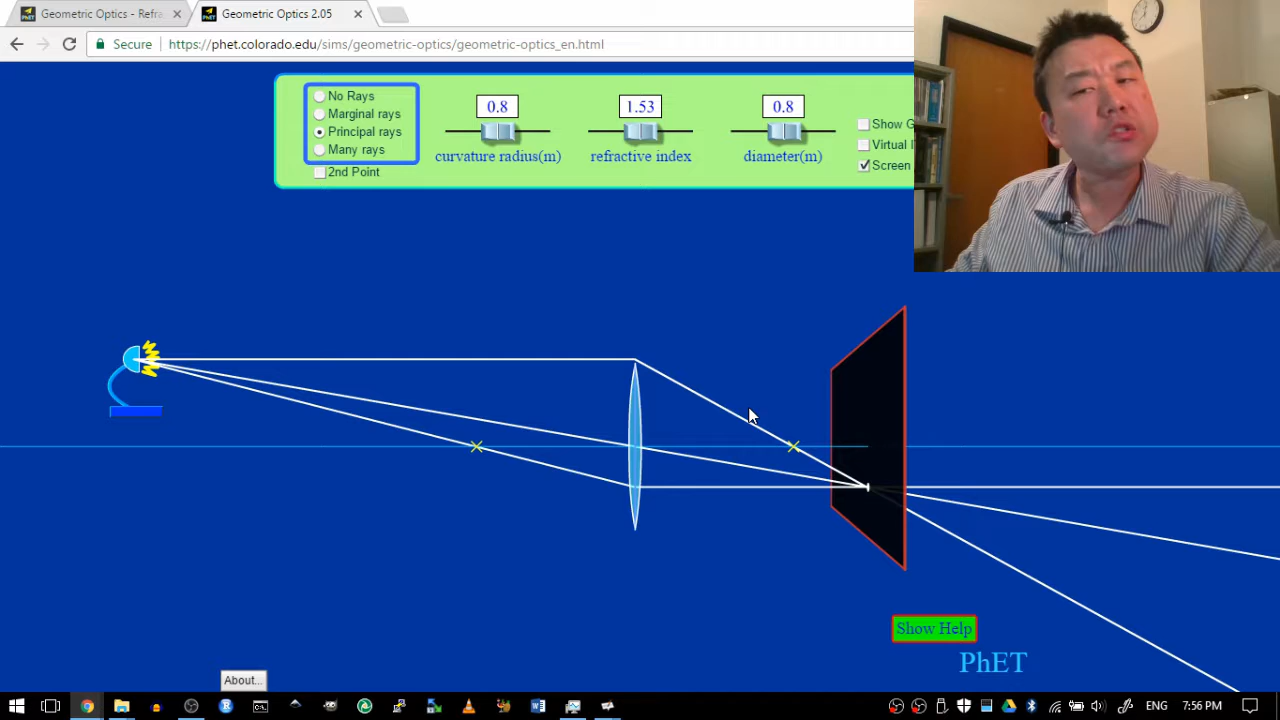 Geometric Optics - Refra
Geometric Optics 2.05
Secure
https://phet.colorado.edu/sims/geometric-optics/geometric-optics_en.html
No Rays
Marginal rays
Principal rays
Many rays
2nd Point
0.8
curvature radius(m)
1.53
refractive index
0.8
diameter(m)
Show G
Virtual I
Screen
Show Help
PhET
About...
ENG
7:56 PM